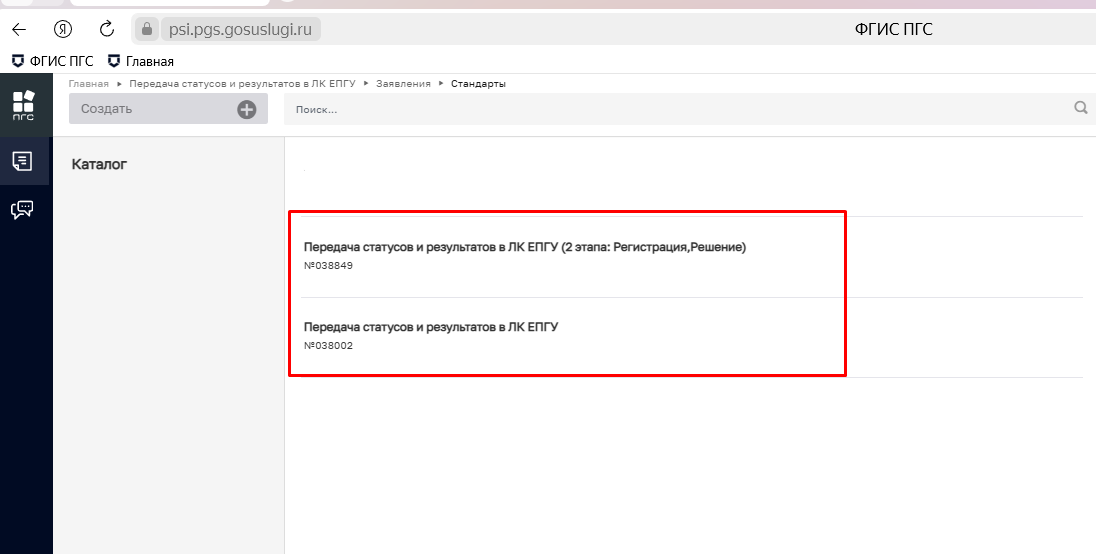 psi.pgs.gosuslugi.ru
ФГИС ПГС
ФГИС ПГС
Главная
Главная ▸ Передача статусов и результатов в ЛК ЕПГУ ▸ Заявления ▸ Стандарты
ПГС
Создать
Поиск...
Каталог
Передача статусов и результатов в ЛК ЕПГУ (2 этапа: Регистрация,Решение)
№038849
Передача статусов и результатов в ЛК ЕПГУ
№038002